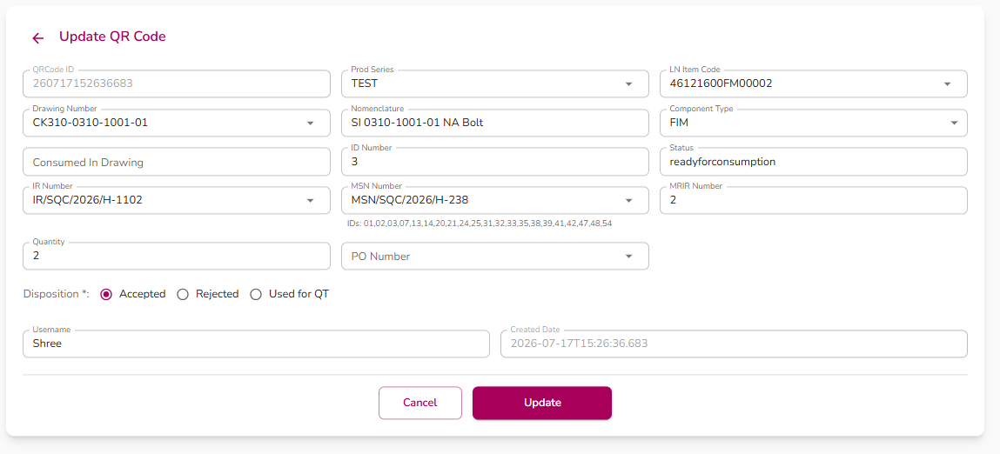 Update QR Code
QRCode ID
260717152636683
Prod Series
TEST
LN Item Code
46121600FM00002
Drawing Number
CK310-0310-1001-01
Nomenclature
SI 0310-1001-01 NA Bolt
Component Type
FIM
Consumed In Drawing
ID Number
3
Status
readyforconsumption
IR Number
IR/SQC/2026/H-1102
MSN Number
MSN/SQC/2026/H-238
MRIR Number
2
IDs: 01,02,03,07,13,14,20,21,24,25,31,32,33,35,38,39,41,42,47,48,54
Quantity
2
PO Number
Disposition *: Accepted Rejected Used for QT
Username
Shree
Created Date
2026-07-17T15:26:36.683
Cancel
Update